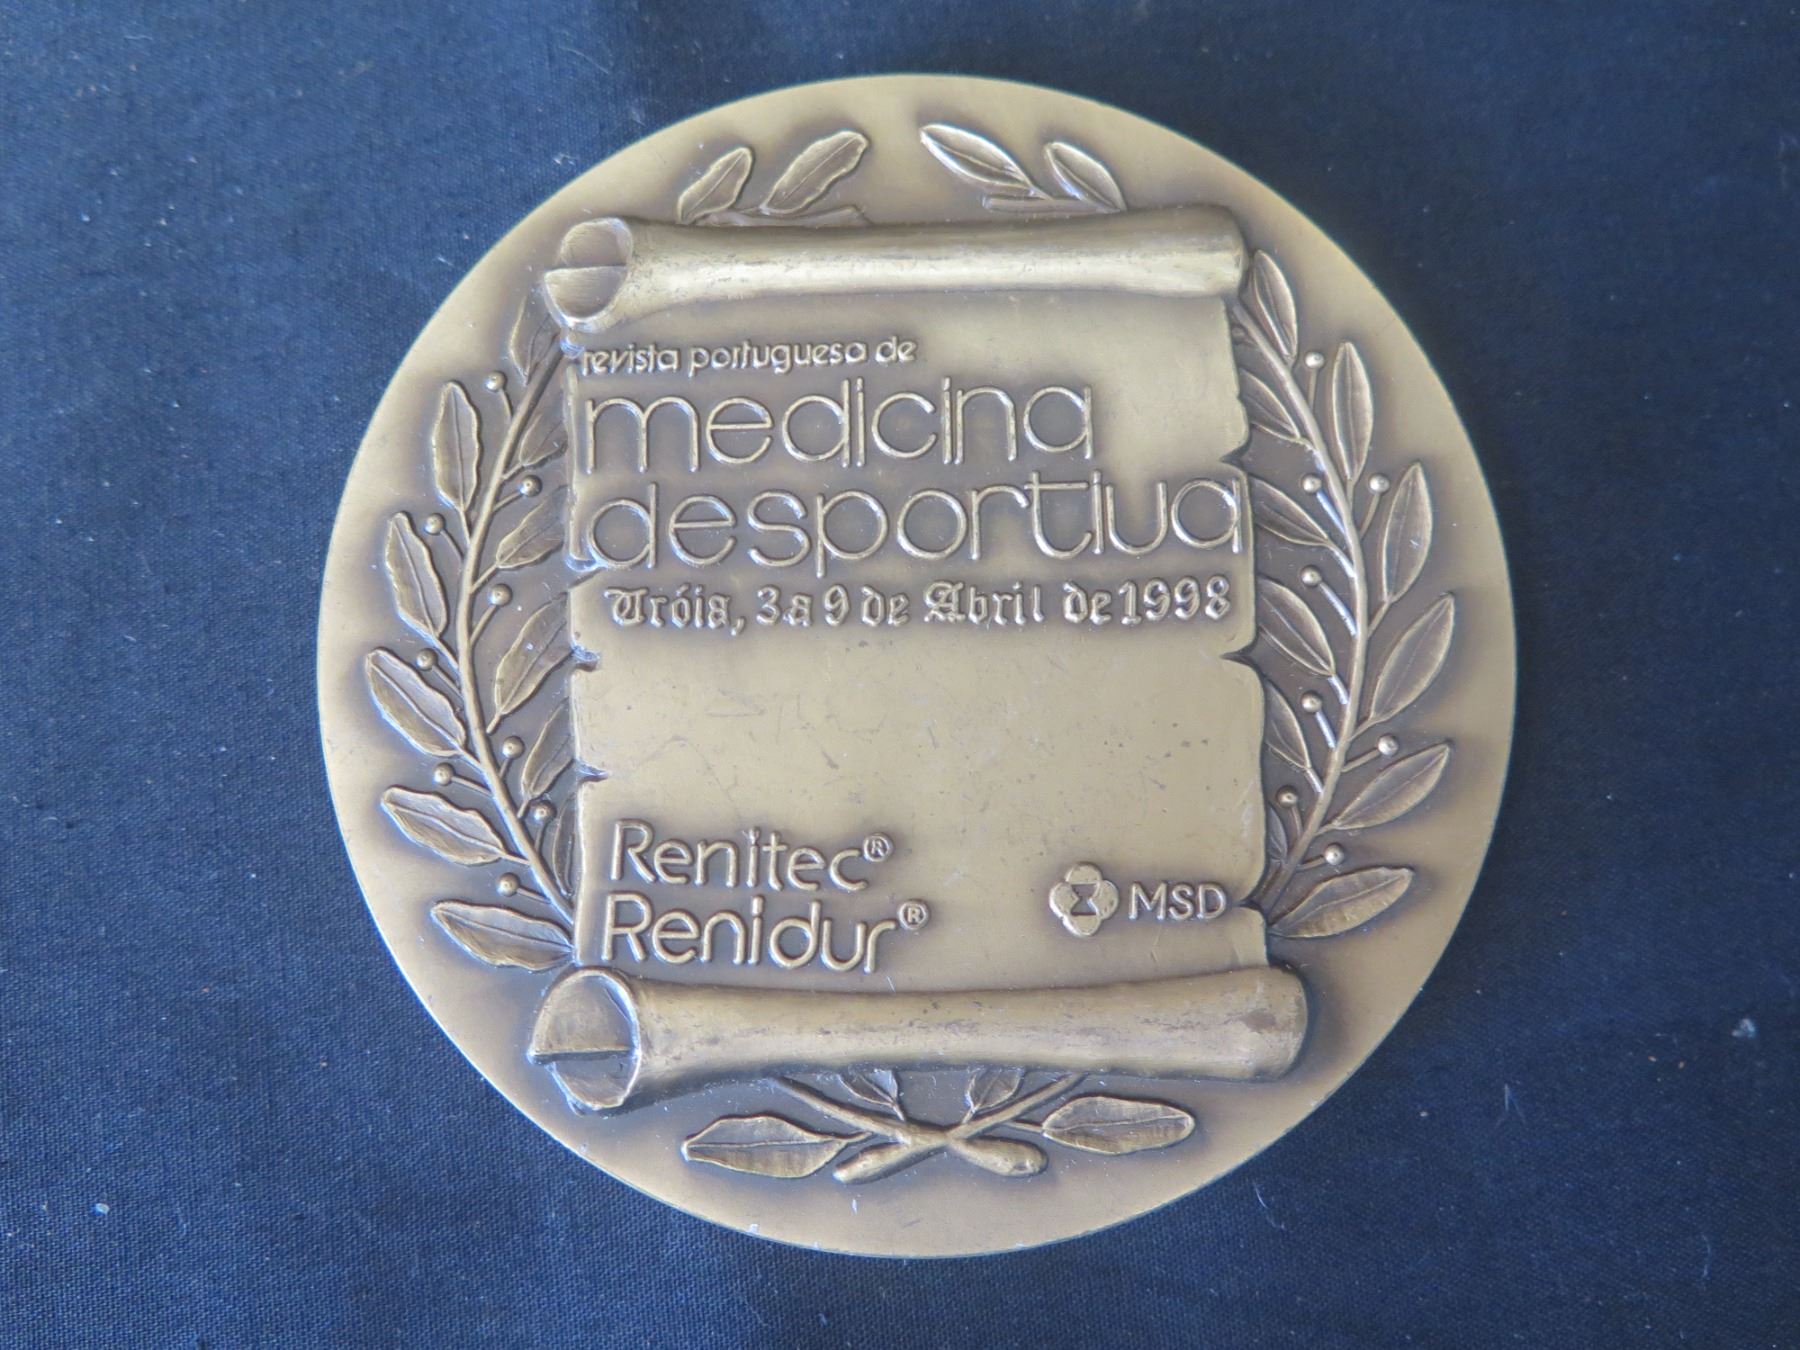 revista portuguesa de
medicina
desportiva
Tróia, 3 a 9 de Abril de 1998
Renitec®
Renidur®
MSD